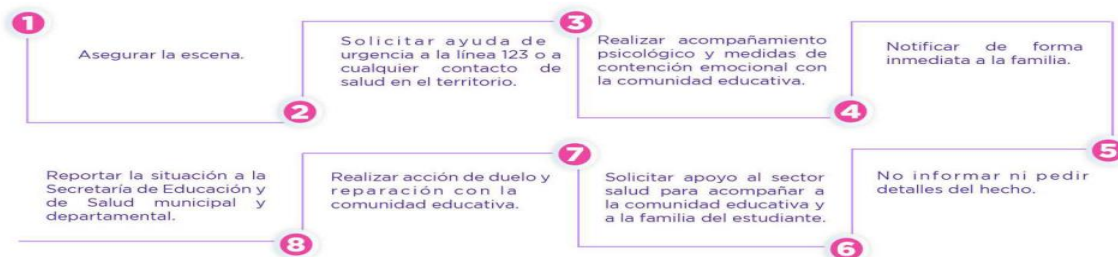 1
Asegurar la escena.
2
Solicitar ayuda de
urgencia a la línea 123 o a
cualquier contacto de
salud en el territorio.
3
Realizar acompañamiento
psicológico y medidas de
contención emocional con
la comunidad educativa.
4
Notificar de forma
inmediata a la familia.
5
No informar ni pedir
detalles del hecho.
6
Solicitar apoyo al sector
salud para acompañar a
la comunidad educativa y
a la familia del estudiante.
7
Realizar acción de duelo y
reparación con la
comunidad educativa.
8
Reportar la situación a la
Secretaría de Educación y
de Salud municipal y
departamental.